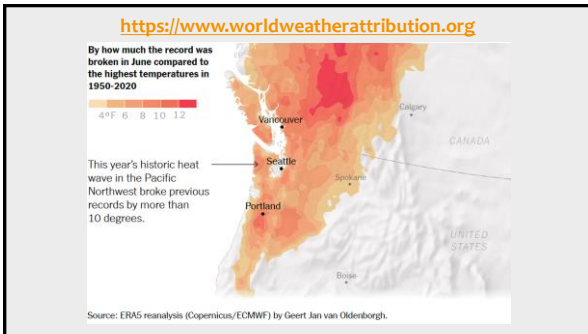 https://www.worldweatherattribution.org
By how much the record was
broken in June compared to
the highest temperatures in
1950-2020
4°F 6 8 10 12
Calgary
Vancouver
CANADA
This year's historic heat
wave in the Pacific
Northwest broke previous
records by more than
10 degrees.
Seattle
Spokane
Portland
UNITED
STATES
Boise
Source: ERA5 reanalysis (Copernicus/ECMWF) by Geert Jan van Oldenborgh.